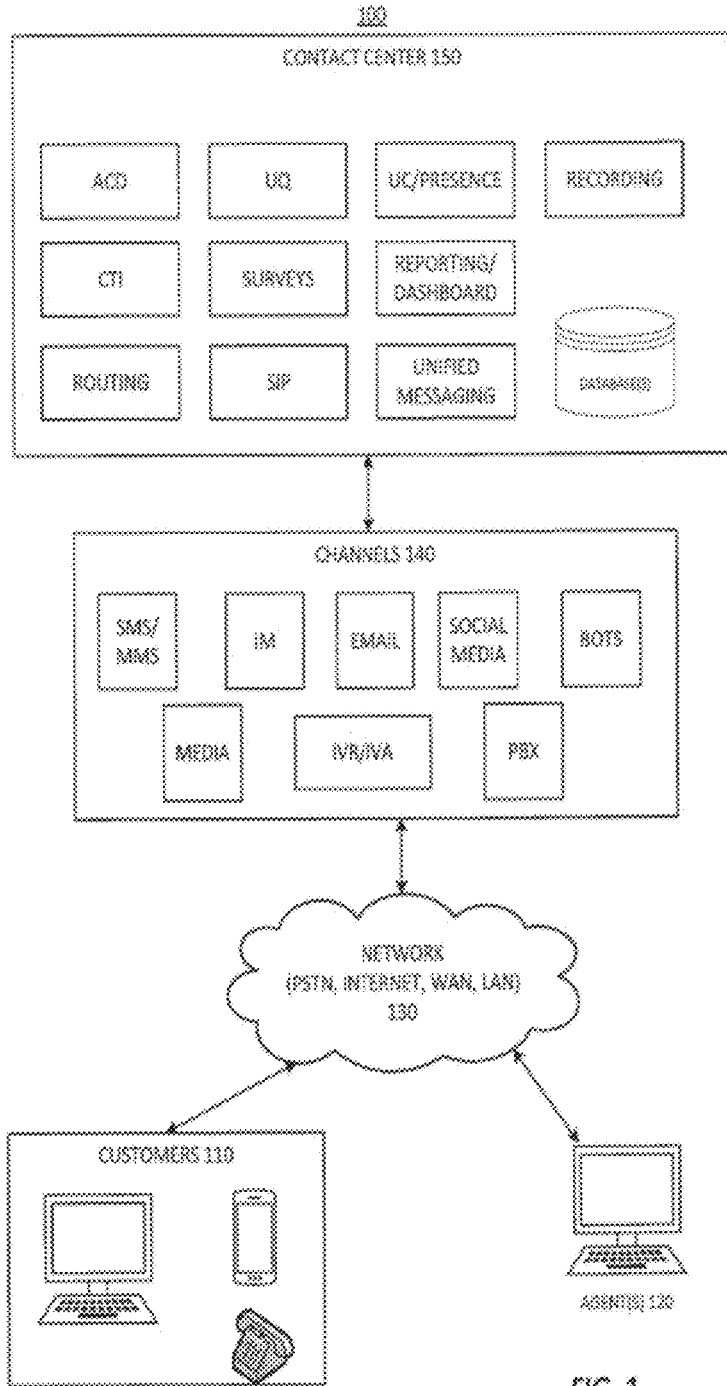 100
CONTACT CENTER 150
ACD
UQ
UC/PRESENCE
RECORDING
CTI
SURVEYS
REPORTING/
DASHBOARD
ROUTING
SIP
UNIFIED
MESSAGING
DATABASE(S)
CHANNELS 140
SMS/
MMS
IM
EMAIL
SOCIAL
MEDIA
BOTS
MEDIA
IVR/IVA
PBX
NETWORK
(PSTN, INTERNET, WAN, LAN)
130
CUSTOMERS 110
AGENT(S) 120
FIG. 1